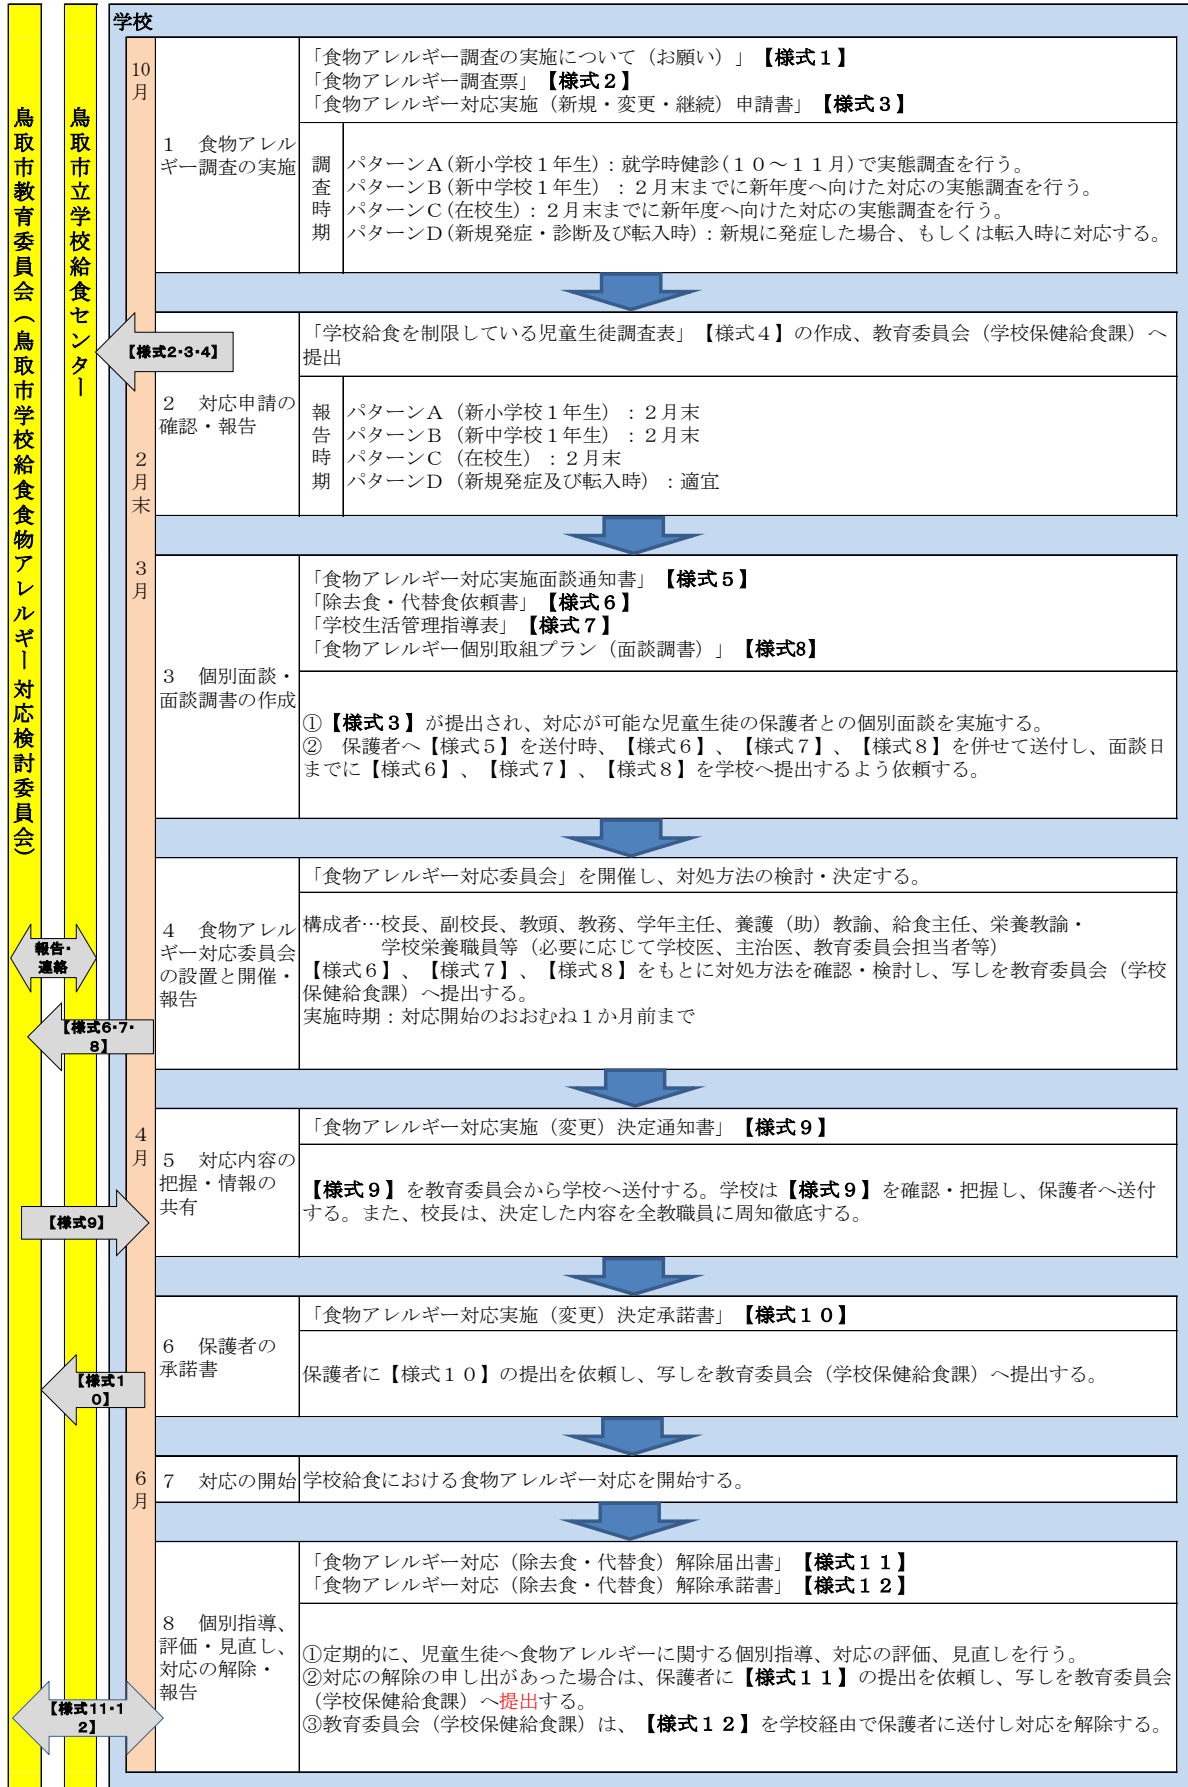 学校
鳥取市教育委員会（鳥取市学校給食食物アレルギー対応検討委員会）
鳥取市立学校給食センター
10
月
1　食物アレル
ギー調査の実施
「食物アレルギー調査の実施について（お願い）」【様式１】
「食物アレルギー調査票」【様式２】
「食物アレルギー対応実施（新規・変更・継続）申請書」【様式３】
調査時期
パターンＡ(新小学校１年生)：就学時健診(１０～１１月)で実態調査を行う。
パターンＢ(新中学校１年生）：２月末までに新年度へ向けた対応の実態調査を行う。
パターンＣ(在校生)：２月末までに新年度へ向けた対応の実態調査を行う。
パターンＤ(新規発症・診断及び転入時)：新規に発症した場合、もしくは転入時に対応する。
【様式2・3・4】
2
月
末
2　対応申請の
確認・報告
「学校給食を制限している児童生徒調査表」【様式４】の作成、教育委員会（学校保健給食課）へ
提出
報告時期
パターンＡ（新小学校１年生）：２月末
パターンＢ（新中学校１年生）：２月末
パターンＣ（在校生）：２月末
パターンＤ（新規発症及び転入時）：適宜
3
月
3　個別面談・
面談調書の作成
「食物アレルギー対応実施面談通知書」【様式５】
「除去食・代替食依頼書」【様式６】
「学校生活管理指導表」【様式７】
「食物アレルギー個別取組プラン（面談調書）」【様式8】
①【様式３】が提出され、対応が可能な児童生徒の保護者との個別面談を実施する。
②　保護者へ【様式５】を送付時、【様式６】、【様式７】、【様式８】を併せて送付し、面談日
までに【様式６】、【様式７】、【様式８】を学校へ提出するよう依頼する。
4　食物アレル
ギー対応委員会
の設置と開催・
報告
「食物アレルギー対応委員会」を開催し、対処方法の検討・決定する。
構成者…校長、副校長、教頭、教務、学年主任、養護（助）教諭、給食主任、栄養教諭・
学校栄養職員等（必要に応じて学校医、主治医、教育委員会担当者等）
【様式６】、【様式７】、【様式８】をもとに対処方法を確認・検討し、写しを教育委員会（学校
保健給食課）へ提出する。
実施時期：対応開始のおおむね１か月前まで
報告・
連絡
【様式6・7・
8】
4
月
5　対応内容の
把握・情報の
共有
「食物アレルギー対応実施（変更）決定通知書」【様式９】
【様式９】を教育委員会から学校へ送付する。学校は【様式９】を確認・把握し、保護者へ送付
する。また、校長は、決定した内容を全教職員に周知徹底する。
【様式9】
6　保護者の
承諾書
「食物アレルギー対応実施（変更）決定承諾書」【様式１０】
保護者に【様式１０】の提出を依頼し、写しを教育委員会（学校保健給食課）へ提出する。
【様式1
0】
6
月
7　対応の開始
学校給食における食物アレルギー対応を開始する。
8　個別指導、
評価・見直し、
対応の解除・
報告
「食物アレルギー対応（除去食・代替食）解除届出書」【様式１１】
「食物アレルギー対応（除去食・代替食）解除承諾書」【様式１２】
①定期的に、児童生徒へ食物アレルギーに関する個別指導、対応の評価、見直しを行う。
②対応の解除の申し出があった場合は、保護者に【様式１１】の提出を依頼し、写しを教育委員会
（学校保健給食課）へ提出する。
③教育委員会（学校保健給食課）は、【様式１２】を学校経由で保護者に送付し対応を解除する。
【様式11・1
2】